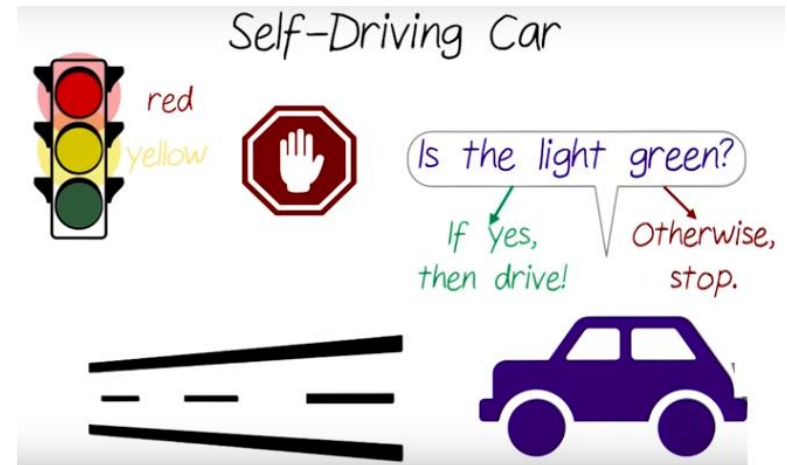 Self-Driving Car
red
yellow
Is the light green?
If yes,
then drive!
Otherwise,
stop.